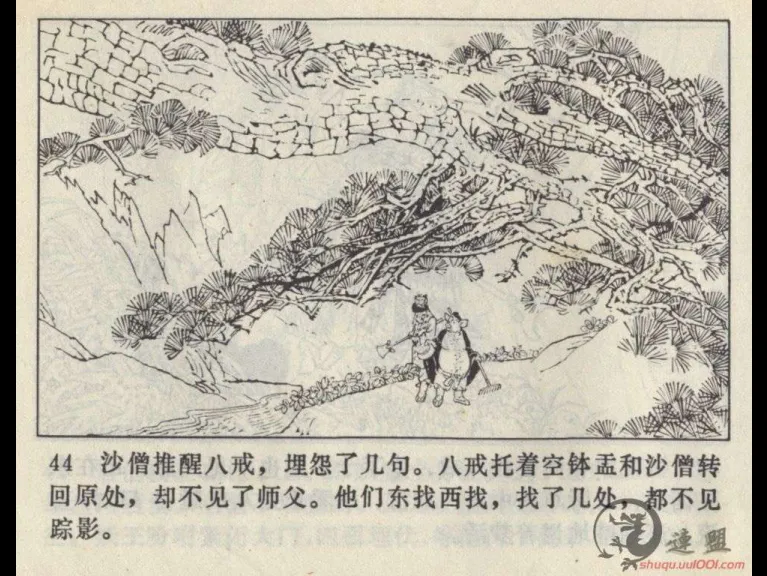 44 沙僧推醒八戒，埋怨了几句。八戒托着空钵盂和沙僧转
回原处，却不见了师父。他们东找西找，找了几处，都不见
踪影。
連盟
shuqu.uu1001.com